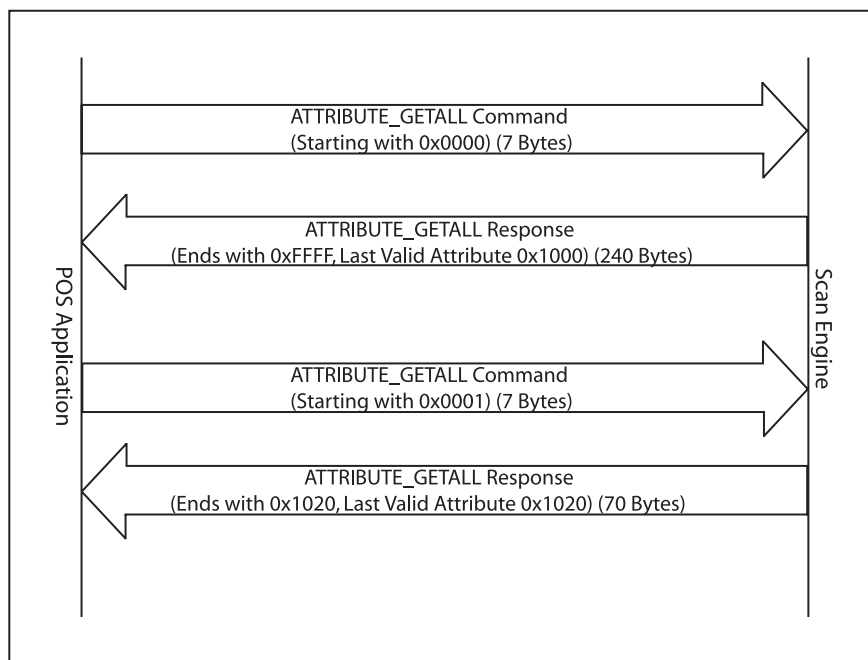 ATTRIBUTE_GETALL Command
(Starting with 0x0000) (7 Bytes)
ATTRIBUTE_GETALL Response
(Ends with 0xFFFF, Last Valid Attribute 0x1000) (240 Bytes)
POS Application
Scan Engine
ATTRIBUTE_GETALL Command
(Starting with 0x0001) (7 Bytes)
ATTRIBUTE_GETALL Response
(Ends with 0x1020, Last Valid Attribute 0x1020) (70 Bytes)